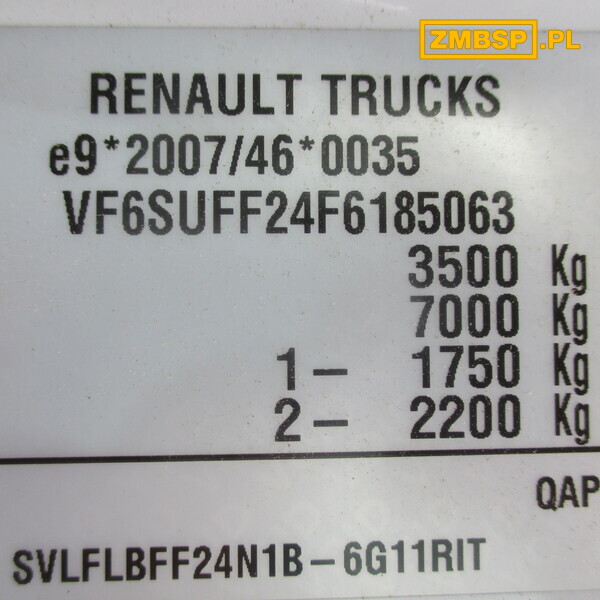 ZMBSP.PL
RENAULT TRUCKS
e9*2007/46*0035
VF6SUFF24F6185063
3500 Kg
7000 Kg
1- 1750 Kg
2- 2200 Kg
QAP
SVLFLBFF24N1B-6G11RIT